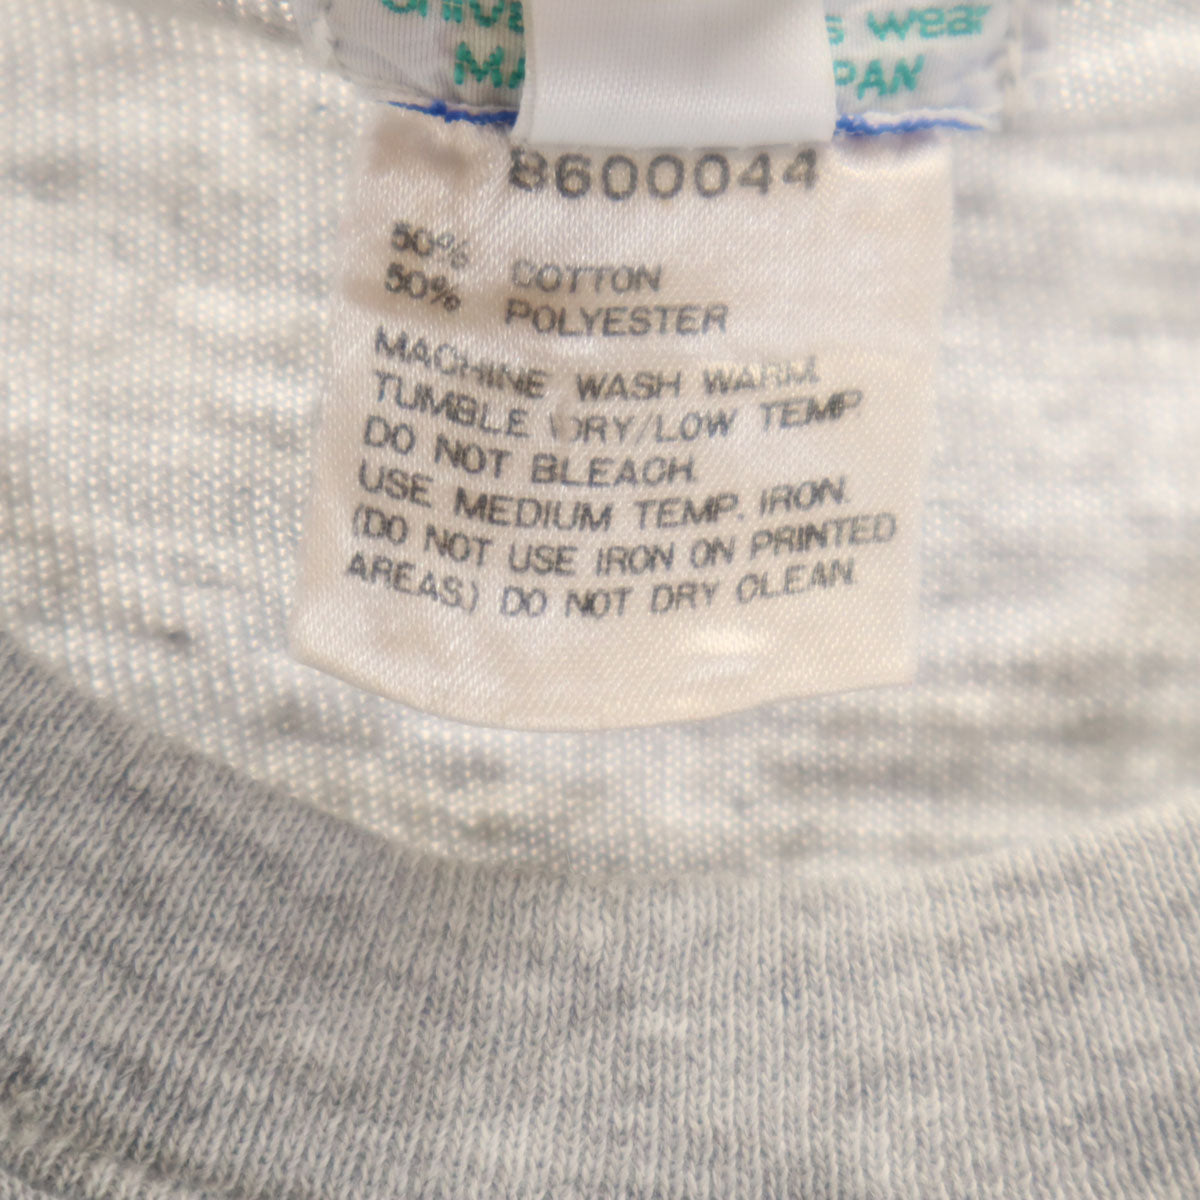 wear
MA PAN
8600044
50% COTTON
50% POLYESTER
MACHINE WASH WARM.
TUMBLE DRY/LOW TEMP
DO NOT BLEACH.
USE MEDIUM TEMP. IRON.
(DO NOT USE IRON ON PRINTED
AREAS.) DO NOT DRY CLEAN.